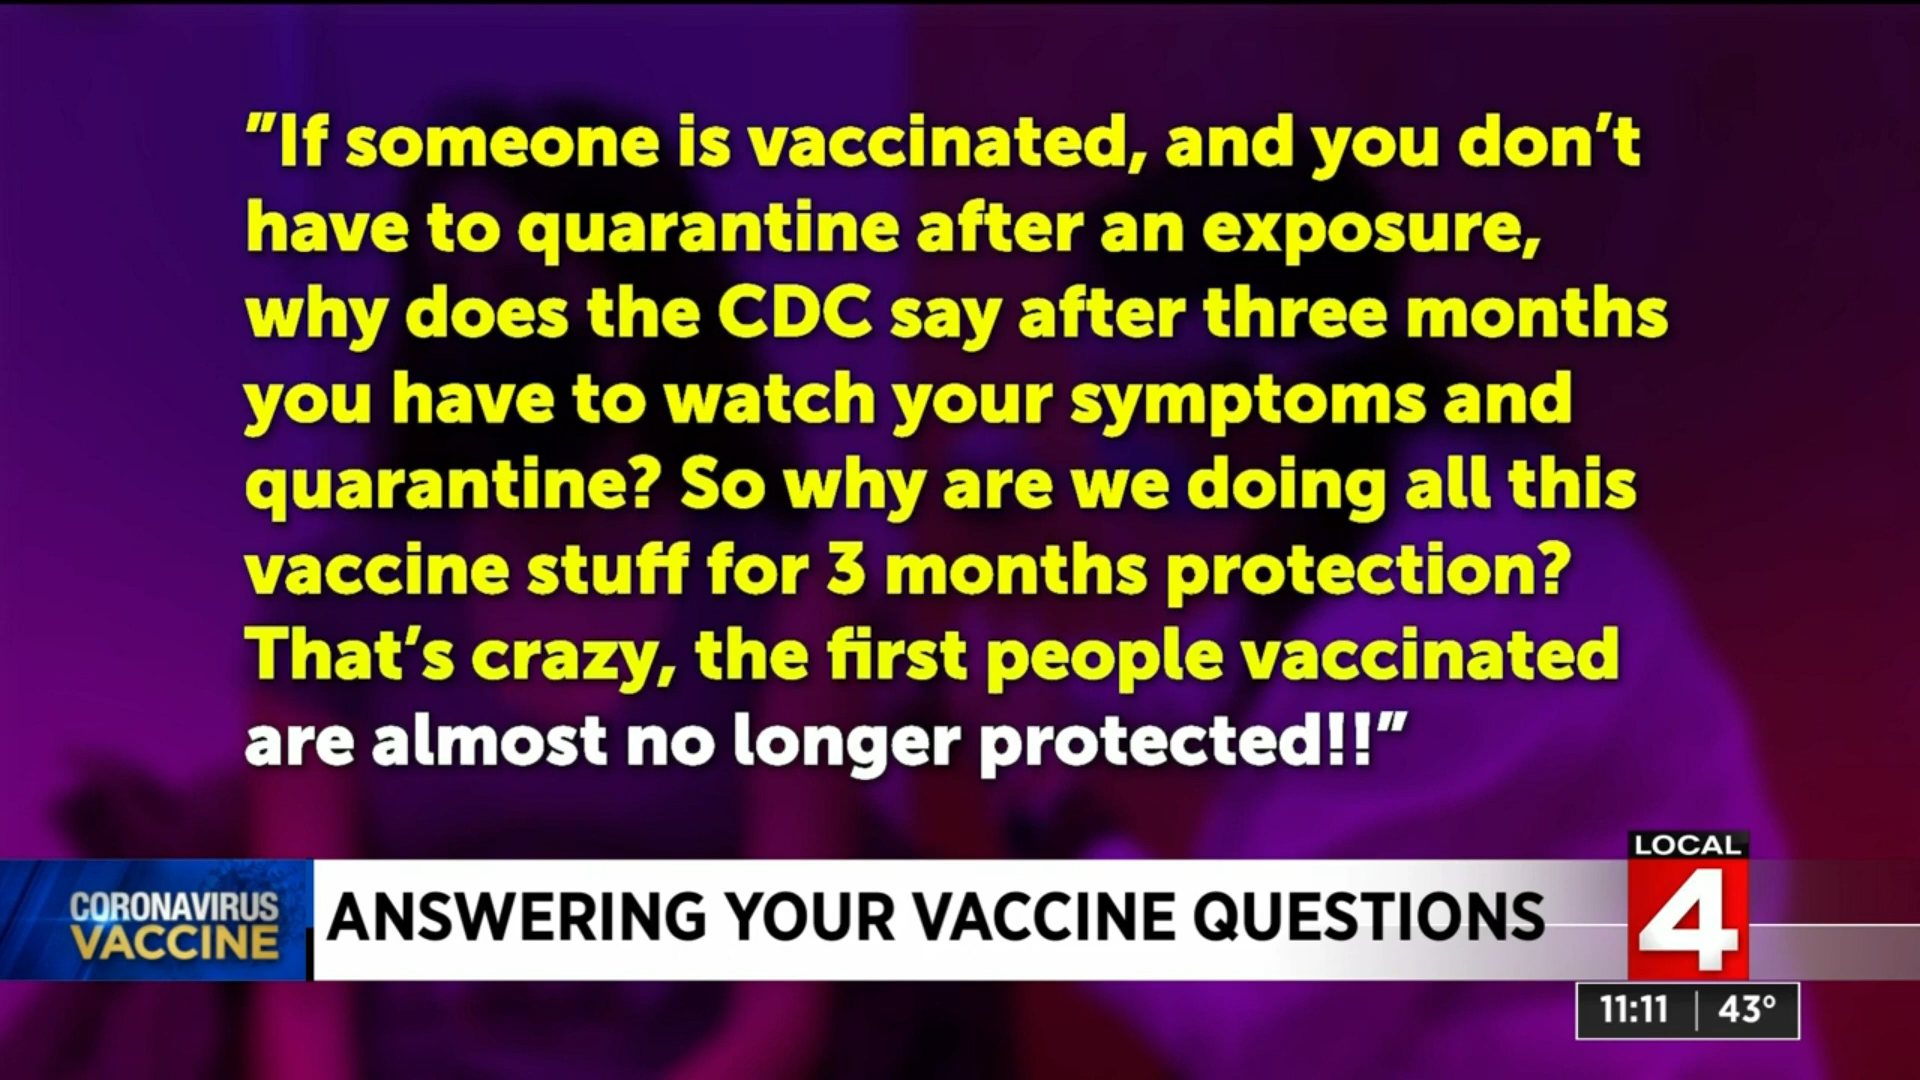 "If someone is vaccinated, and you don't
have to quarantine after an exposure,
why does the CDC say after three months
you have to watch your symptoms and
quarantine? So why are we doing all this
vaccine stuff for 3 months protection?
That's crazy, the first people vaccinated
are almost no longer protected!!"
LOCAL
4
CORONAVIRUS
VACCINE
ANSWERING YOUR VACCINE QUESTIONS
11:11 43°